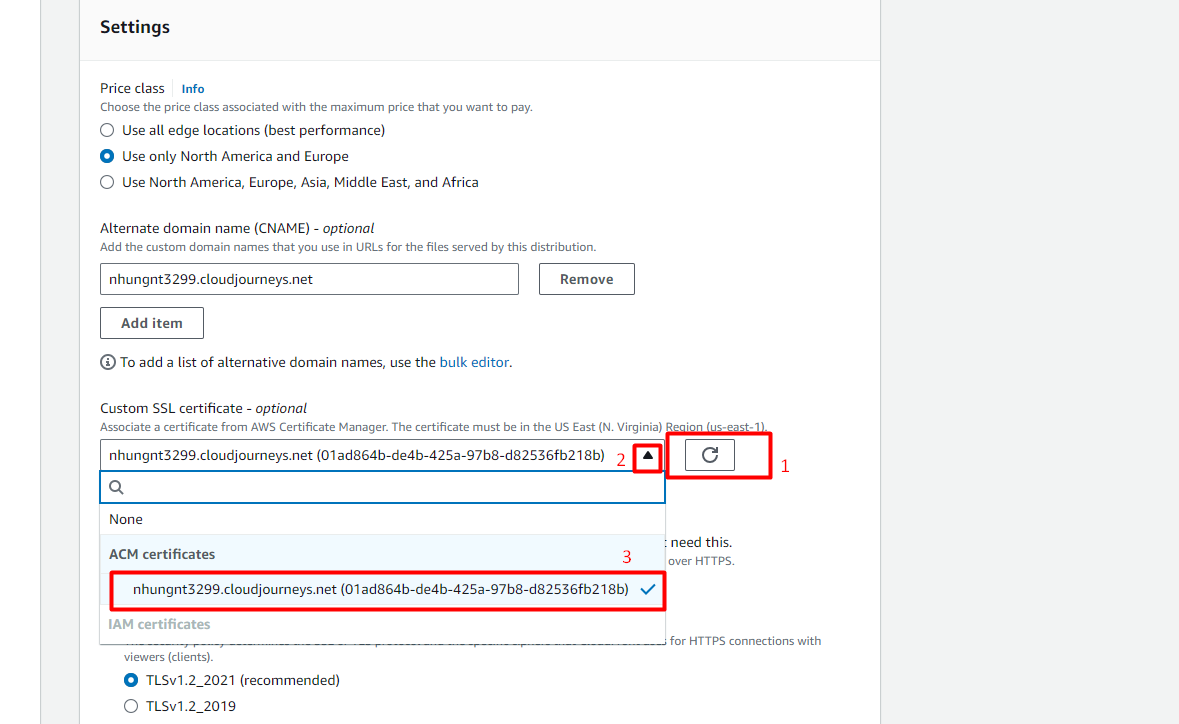 Settings
Price class Info
Choose the price class associated with the maximum price that you want to pay.
Use all edge locations (best performance)
Use only North America and Europe
Use North America, Europe, Asia, Middle East, and Africa
Alternate domain name (CNAME) - optional
Add the custom domain names that you use in URLs for the files served by this distribution.
nhungnt3299.cloudjourneys.net Remove
Add item
To add a list of alternative domain names, use the bulk editor.
Custom SSL certificate - optional
Associate a certificate from AWS Certificate Manager. The certificate must be in the US East (N. Virginia) Region (us-east-1).
nhungnt3299.cloudjourneys.net (01ad864b-de4b-425a-97b8-d82536fb218b) 2 1
None
need this.
ACM certificates 3
over HTTPS.
nhungnt3299.cloudjourneys.net (01ad864b-de4b-425a-97b8-d82536fb218b)
IAM certificates
for HTTPS connections with
viewers (clients).
TLSv1.2_2021 (recommended)
TLSv1.2_2019